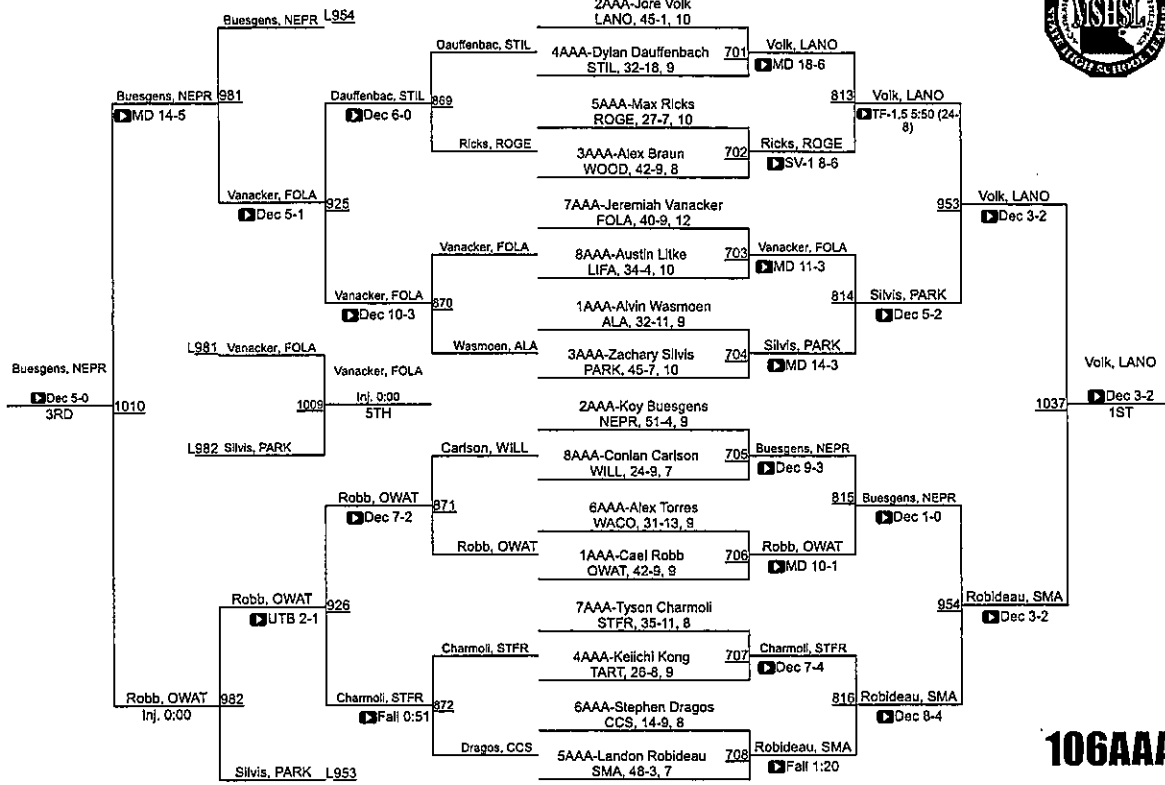 Buesgens, NEPR L954
Buesgens, NEPR 981
MD 14-5
Vanacker, FOLA
Dec 5-1
Dauffenbac, STIL
869
Dec 6-0
925
Vanacker, FOLA
870
Dec 10-3
Dauffenbac, STIL
Ricks, ROGE
Vanacker, FOLA
Wasmoen, ALA
L981 Vanacker, FOLA
Vanacker, FOLA
1009 Inj. 0:00
5TH
L982 Silvis, PARK
Buesgens, NEPR
Dec 5-0
3RD
1010
Carlson, WILL
Robb, OWAT
871
Dec 7-2
Robb, OWAT
Robb, OWAT
926
UTB 2-1
Charmoli, STFR
Charmoli, STFR
872
Fall 0:51
Dragos, CCS
Robb, OWAT 982
Inj. 0:00
Silvis, PARK L953
2AAA-Jore Volk
LANO, 45-1, 10
4AAA-Dylan Dauffenbach 701
STIL, 32-18, 9
5AAA-Max Ricks
ROGE, 27-7, 10
3AAA-Alex Braun 702
WOOD, 42-9, 8
7AAA-Jeremiah Vanacker
FOLA, 40-9, 12
8AAA-Austin Litke 703
LIFA, 34-4, 10
1AAA-Alvin Wasmoen
ALA, 32-11, 9
3AAA-Zachary Silvis 704
PARK, 45-7, 10
2AAA-Koy Buesgens
NEPR, 51-4, 9
8AAA-Conlan Carlson 705
WILL, 24-9, 7
6AAA-Alex Torres
WACO, 31-13, 9
1AAA-Cael Robb 706
OWAT, 42-9, 9
7AAA-Tyson Charmoli
STFR, 35-11, 8
4AAA-Keiichi Kong 707
TART, 26-8, 9
6AAA-Stephen Dragos
CCS, 14-9, 8
5AAA-Landon Robideau 708
SMA, 48-3, 7
Volk, LANO
MD 18-6
Ricks, ROGE
SV-1 8-6
Vanacker, FOLA
MD 11-3
Silvis, PARK
MD 14-3
Buesgens, NEPR
Dec 9-3
Robb, OWAT
MD 10-1
Charmoli, STFR
Dec 7-4
Robideau, SMA
Fall 1:20
813 Volk, LANO
TF-1.5 5:50 (24-
8)
814 Silvis, PARK
Dec 5-2
815 Buesgens, NEPR
Dec 1-0
816 Robideau, SMA
Dec 8-4
953 Volk, LANO
Dec 3-2
954 Robideau, SMA
Dec 3-2
Volk, LANO
1037 Dec 3-2
1ST
MSHSL
STATE HIGH SCHOOL LEAGUE
106AAA